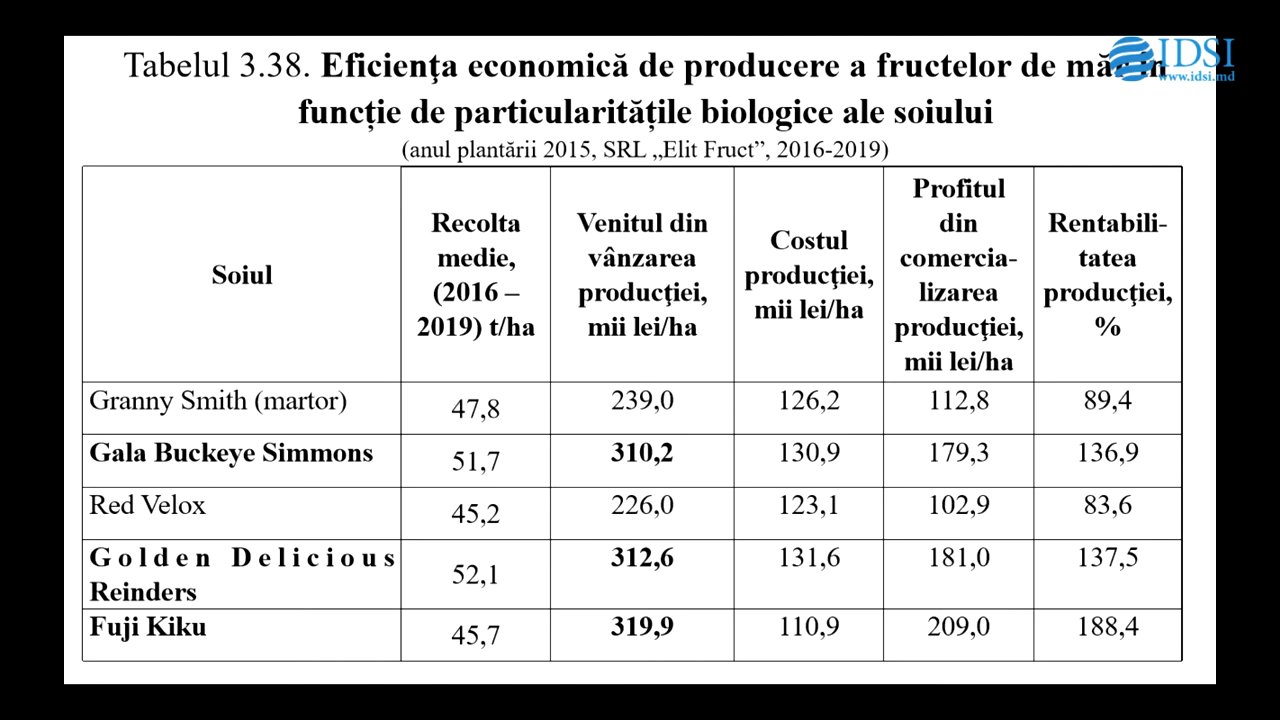 Tabelul 3.38. Eficienţa economică de producere a fructelor de măr în
funcție de particularitățile biologice ale soiului
(anul plantării 2015, SRL „Elit Fruct”, 2016-2019)
IDSI
www.idsi.md
Soiul
Recolta
medie,
(2016 –
2019) t/ha
Venitul din
vânzarea
producţiei,
mii lei/ha
Costul
producţiei,
mii lei/ha
Profitul
din
comercia-
lizarea
producţiei,
mii lei/ha
Rentabili-
tatea
producţiei,
%
Granny Smith (martor) 47,8 239,0 126,2 112,8 89,4
Gala Buckeye Simmons 51,7 310,2 130,9 179,3 136,9
Red Velox 45,2 226,0 123,1 102,9 83,6
Golden Delicious
Reinders 52,1 312,6 131,6 181,0 137,5
Fuji Kiku 45,7 319,9 110,9 209,0 188,4